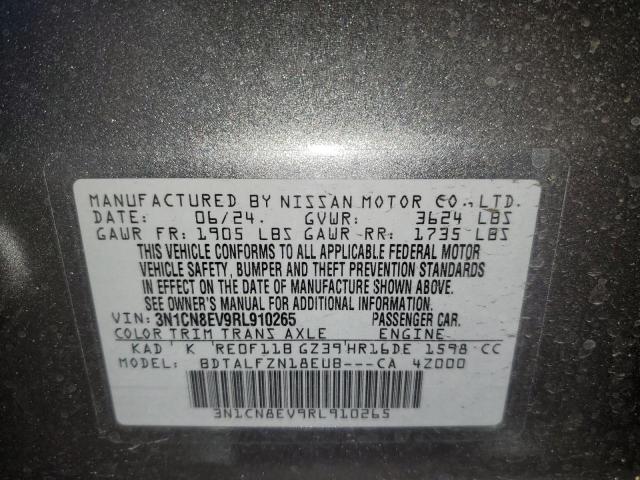 MANUFACTURED BY NISSAN MOTOR CO., LTD.
DATE: 06/24. GVWR: 3624 LBS
GAWR FR: 1905 LBS GAWR RR: 1735 LBS
THIS VEHICLE CONFORMS TO ALL APPLICABLE FEDERAL MOTOR
VEHICLE SAFETY, BUMPER AND THEFT PREVENTION STANDARDS
IN EFFECT ON THE DATE OF MANUFACTURE SHOWN ABOVE.
SEE OWNER'S MANUAL FOR ADDITIONAL INFORMATION.
VIN: 3N1CN8EV9RL910265 PASSENGER CAR.
COLOR TRIM TRANS AXLE ENGINE
KAD K RE0F11B GZ39 HR16DE 1598 CC
MODEL: BDTALFZN18EUB---CA 4Z000
3N1CN8EV9RL910265